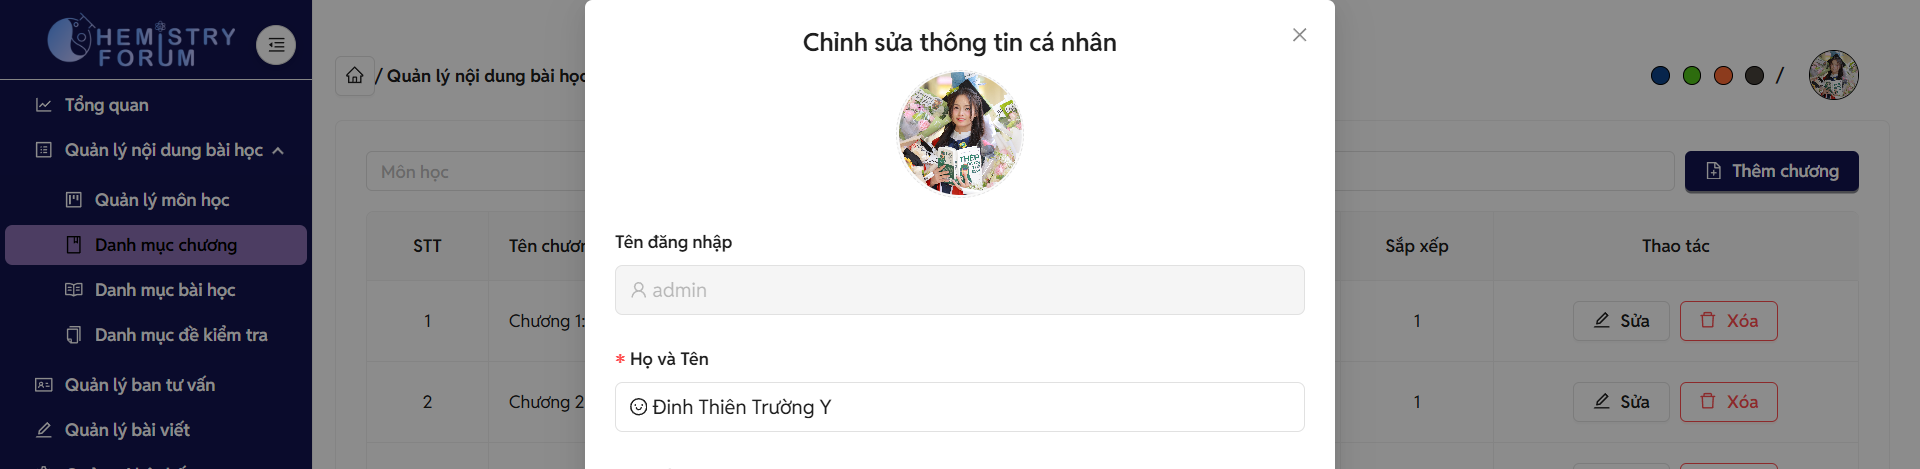 CHEMISTRY
FORUM
Tổng quan
Quản lý nội dung bài học
Quản lý môn học
Danh mục chương
Danh mục bài học
Danh mục đề kiểm tra
Quản lý ban tư vấn
Quản lý bài viết
/ Quản lý nội dung bài học
/
Môn học
Thêm chương
STT
Tên chươn
Sắp xếp
Thao tác
1
Chương 1:
1
Sửa
Xóa
2
Chương 2
1
Sửa
Xóa
Chỉnh sửa thông tin cá nhân
Tên đăng nhập
admin
* Họ và Tên
Đinh Thiên Trường Y